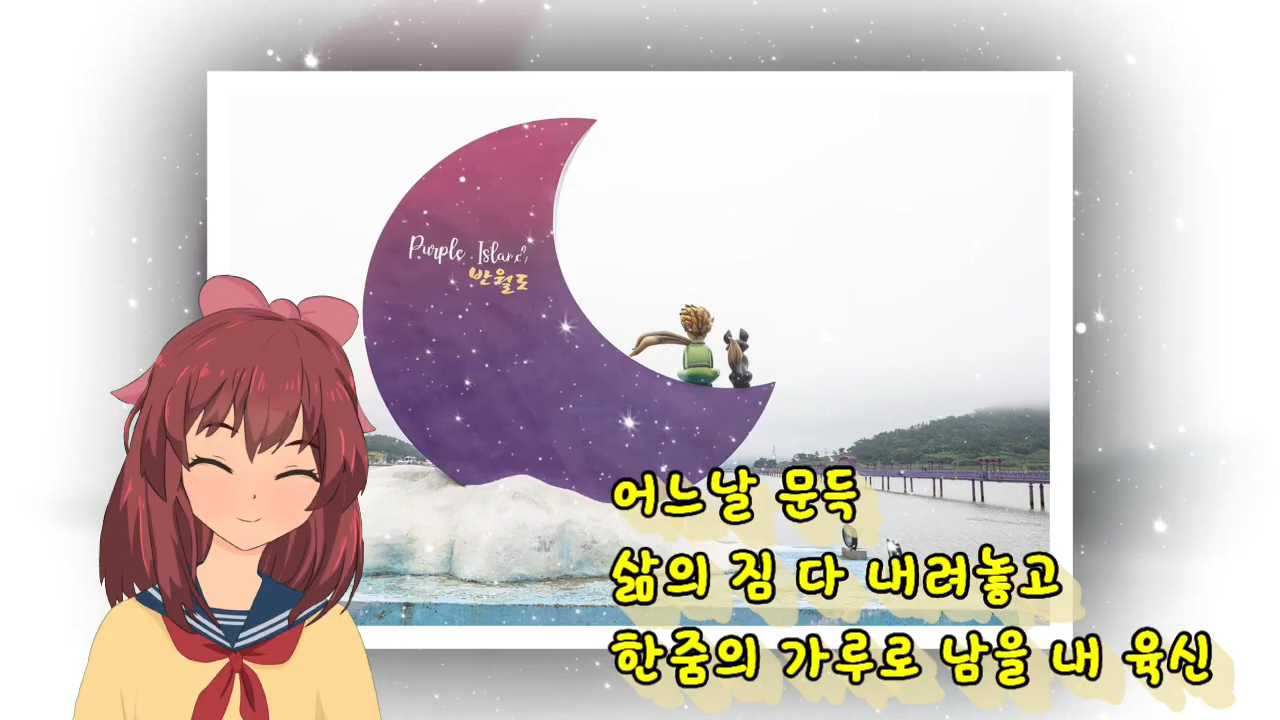 Purple Island
반월도
어느날 문득
삶의 짐 다 내려놓고
한줌의 가루로 남을 내 육신